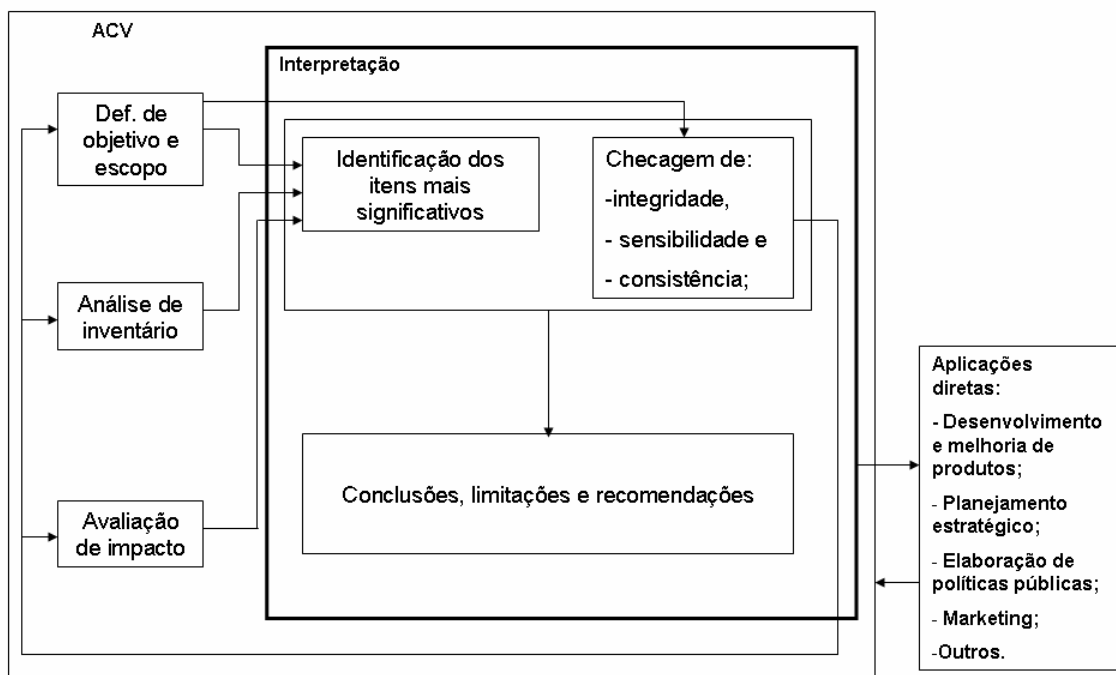 ACV
Interpretação
Def. de
objetivo e
escopo
Identificação dos
itens mais
significativos
Checagem de:
-integridade,
- sensibilidade e
- consistência;
Análise de
inventário
Avaliação
de impacto
Conclusões, limitações e recomendações
Aplicações
diretas:
- Desenvolvimento
e melhoria de
produtos;
- Planejamento
estratégico;
- Elaboração de
políticas públicas;
- Marketing;
-Outros.